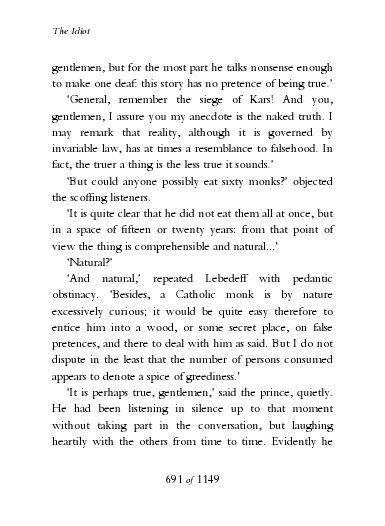 The Idiot
gentlemen, but for the most part he talks nonsense enough
to make one deaf: this story has no pretence of being true.'
'General, remember the siege of Kars! And you,
gentlemen, I assure you my anecdote is the naked truth. I
may remark that reality, although it is governed by
invariable law, has at times a resemblance to falsehood. In
fact, the truer a thing is the less true it sounds.'
'But could anyone possibly eat sixty monks?' objected
the scoffing listeners.
'It is quite clear that he did not eat them all at once, but
in a space of fifteen or twenty years: from that point of
view the thing is comprehensible and natural...'
'Natural?'
'And natural,' repeated Lebedeff with pedantic
obstinacy. 'Besides, a Catholic monk is by nature
excessively curious; it would be quite easy therefore to
entice him into a wood, or some secret place, on false
pretences, and there to deal with him as said. But I do not
dispute in the least that the number of persons consumed
appears to denote a spice of greediness.'
'It is perhaps true, gentlemen,' said the prince, quietly.
He had been listening in silence up to that moment
without taking part in the conversation, but laughing
heartily with the others from time to time. Evidently he
691 of 1149